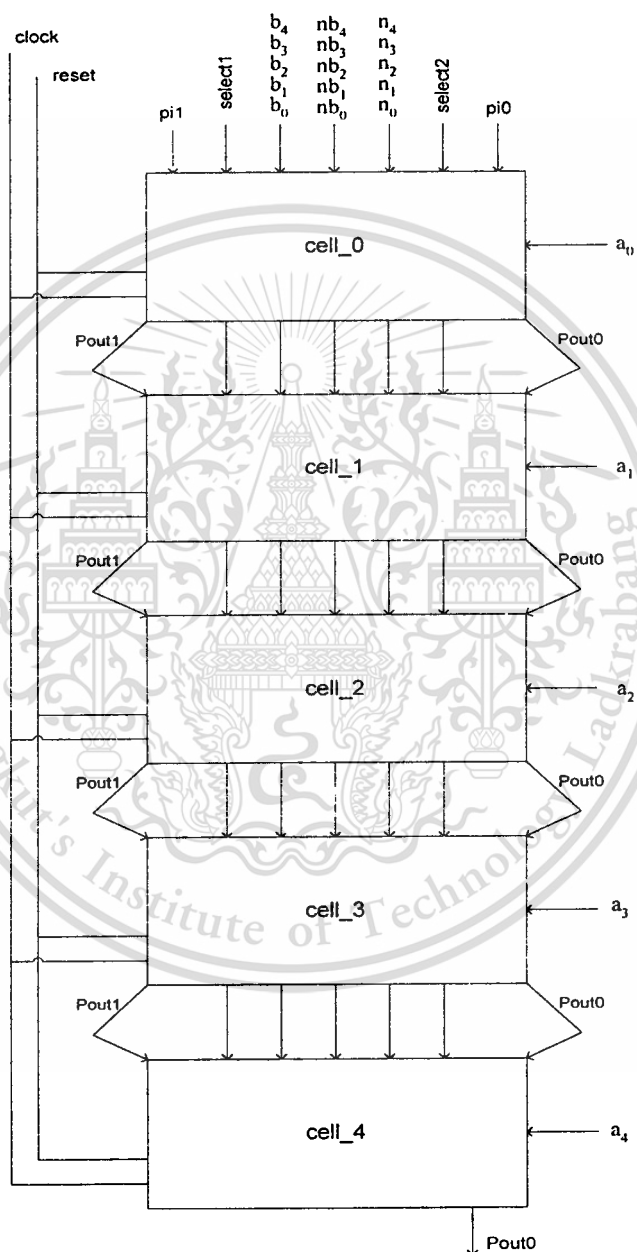 clock
reset
pi1
select1
b₄
b₃
b₂
b₁
b₀
nb₄
nb₃
nb₂
nb₁
nb₀
n₄
n₃
n₂
n₁
n₀
select2
pi0
cell_0
a₀
Pout1
Pout0
cell_1
a₁
Pout1
Pout0
cell_2
a₂
Pout1
Pout0
cell_3
a₃
Pout1
Pout0
cell_4
a₄
Pout0
's Institute of Technology Ladkrabang